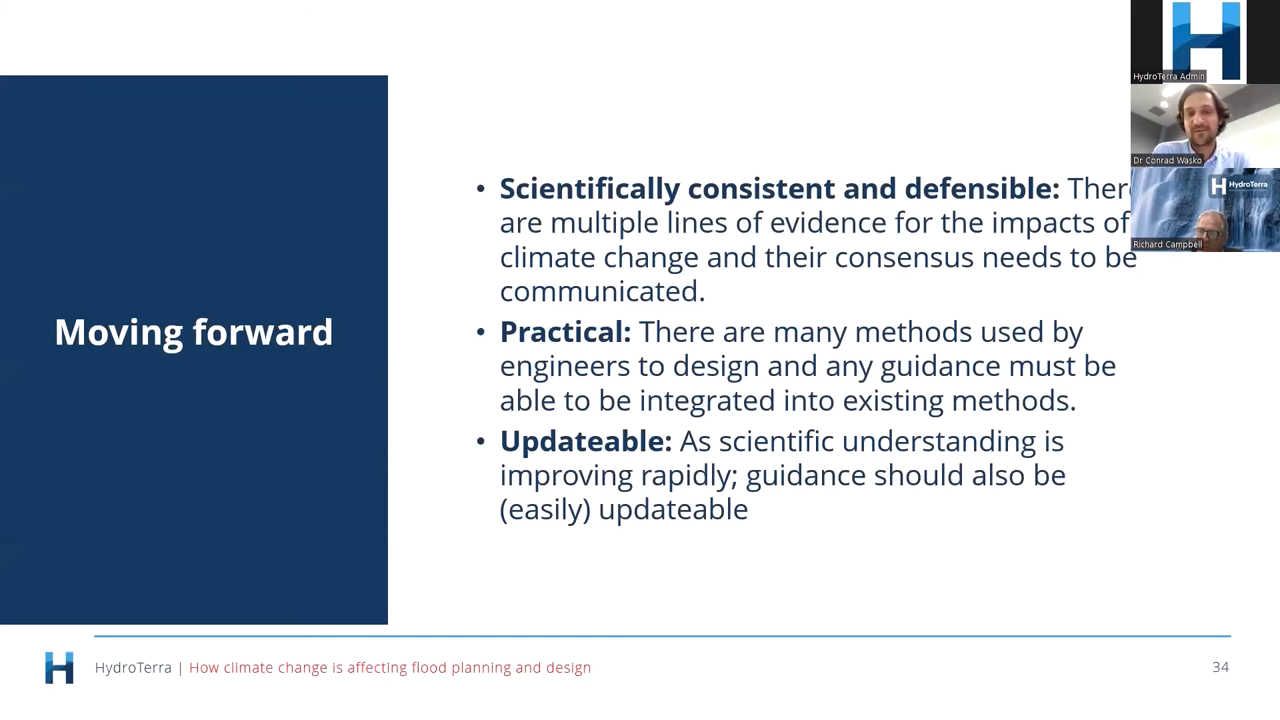 HydroTerra Admin
Dr Conrad Wasko
HydroTerra
Richard Campbell
Moving forward
• Scientifically consistent and defensible: There
are multiple lines of evidence for the impacts of
climate change and their consensus needs to be
communicated.
• Practical: There are many methods used by
engineers to design and any guidance must be
able to be integrated into existing methods.
• Updateable: As scientific understanding is
improving rapidly; guidance should also be
(easily) updateable
HydroTerra | How climate change is affecting flood planning and design
34